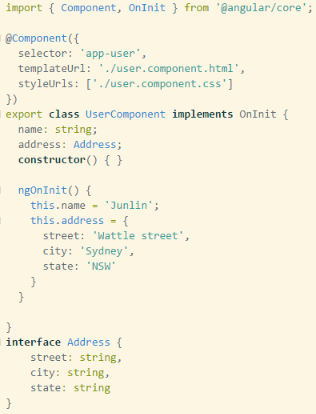 import { Component, OnInit } from '@angular/core';

@Component({
  selector: 'app-user',
  templateUrl: './user.component.html',
  styleUrls: ['./user.component.css']
})
export class UserComponent implements OnInit {
  name: string;
  address: Address;
  constructor() { }

  ngOnInit() {
    this.name = 'Junlin';
    this.address = {
      street: 'Wattle street',
      city: 'Sydney',
      state: 'NSW'
    }
  }

}
interface Address {
    street: string,
    city: string,
    state: string
}